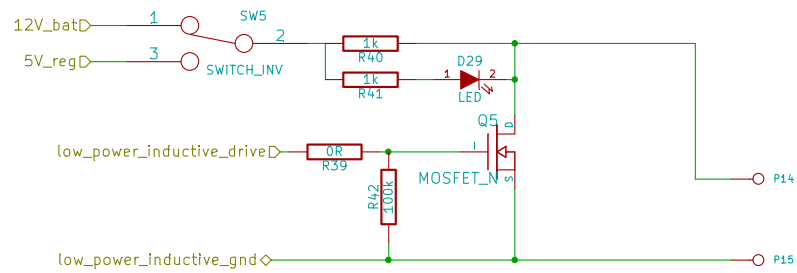 SW5
12V_bat
1
2
5V_reg
3
SWITCH_INV
1k
R40
1k
R41
D29
1
2
LED
Q5
D
low_power_inductive_drive
0R
R39
1
MOSFET_N
S
P14
R42
100k
low_power_inductive_gnd
P15